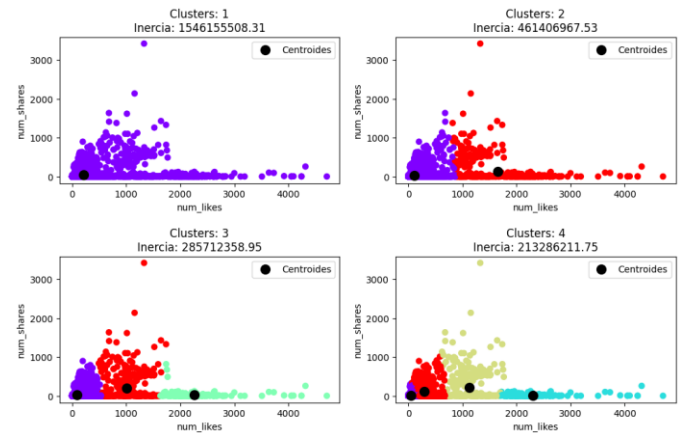 Clusters: 1
Inercia: 1546155508.31
Centroides
num_shares
3000
2000
1000
0
0 1000 2000 3000 4000
num_likes
Clusters: 2
Inercia: 461406967.53
Centroides
num_shares
3000
2000
1000
0
0 1000 2000 3000 4000
num_likes
Clusters: 3
Inercia: 285712358.95
Centroides
num_shares
3000
2000
1000
0
0 1000 2000 3000 4000
num_likes
Clusters: 4
Inercia: 213286211.75
Centroides
num_shares
3000
2000
1000
0
0 1000 2000 3000 4000
num_likes